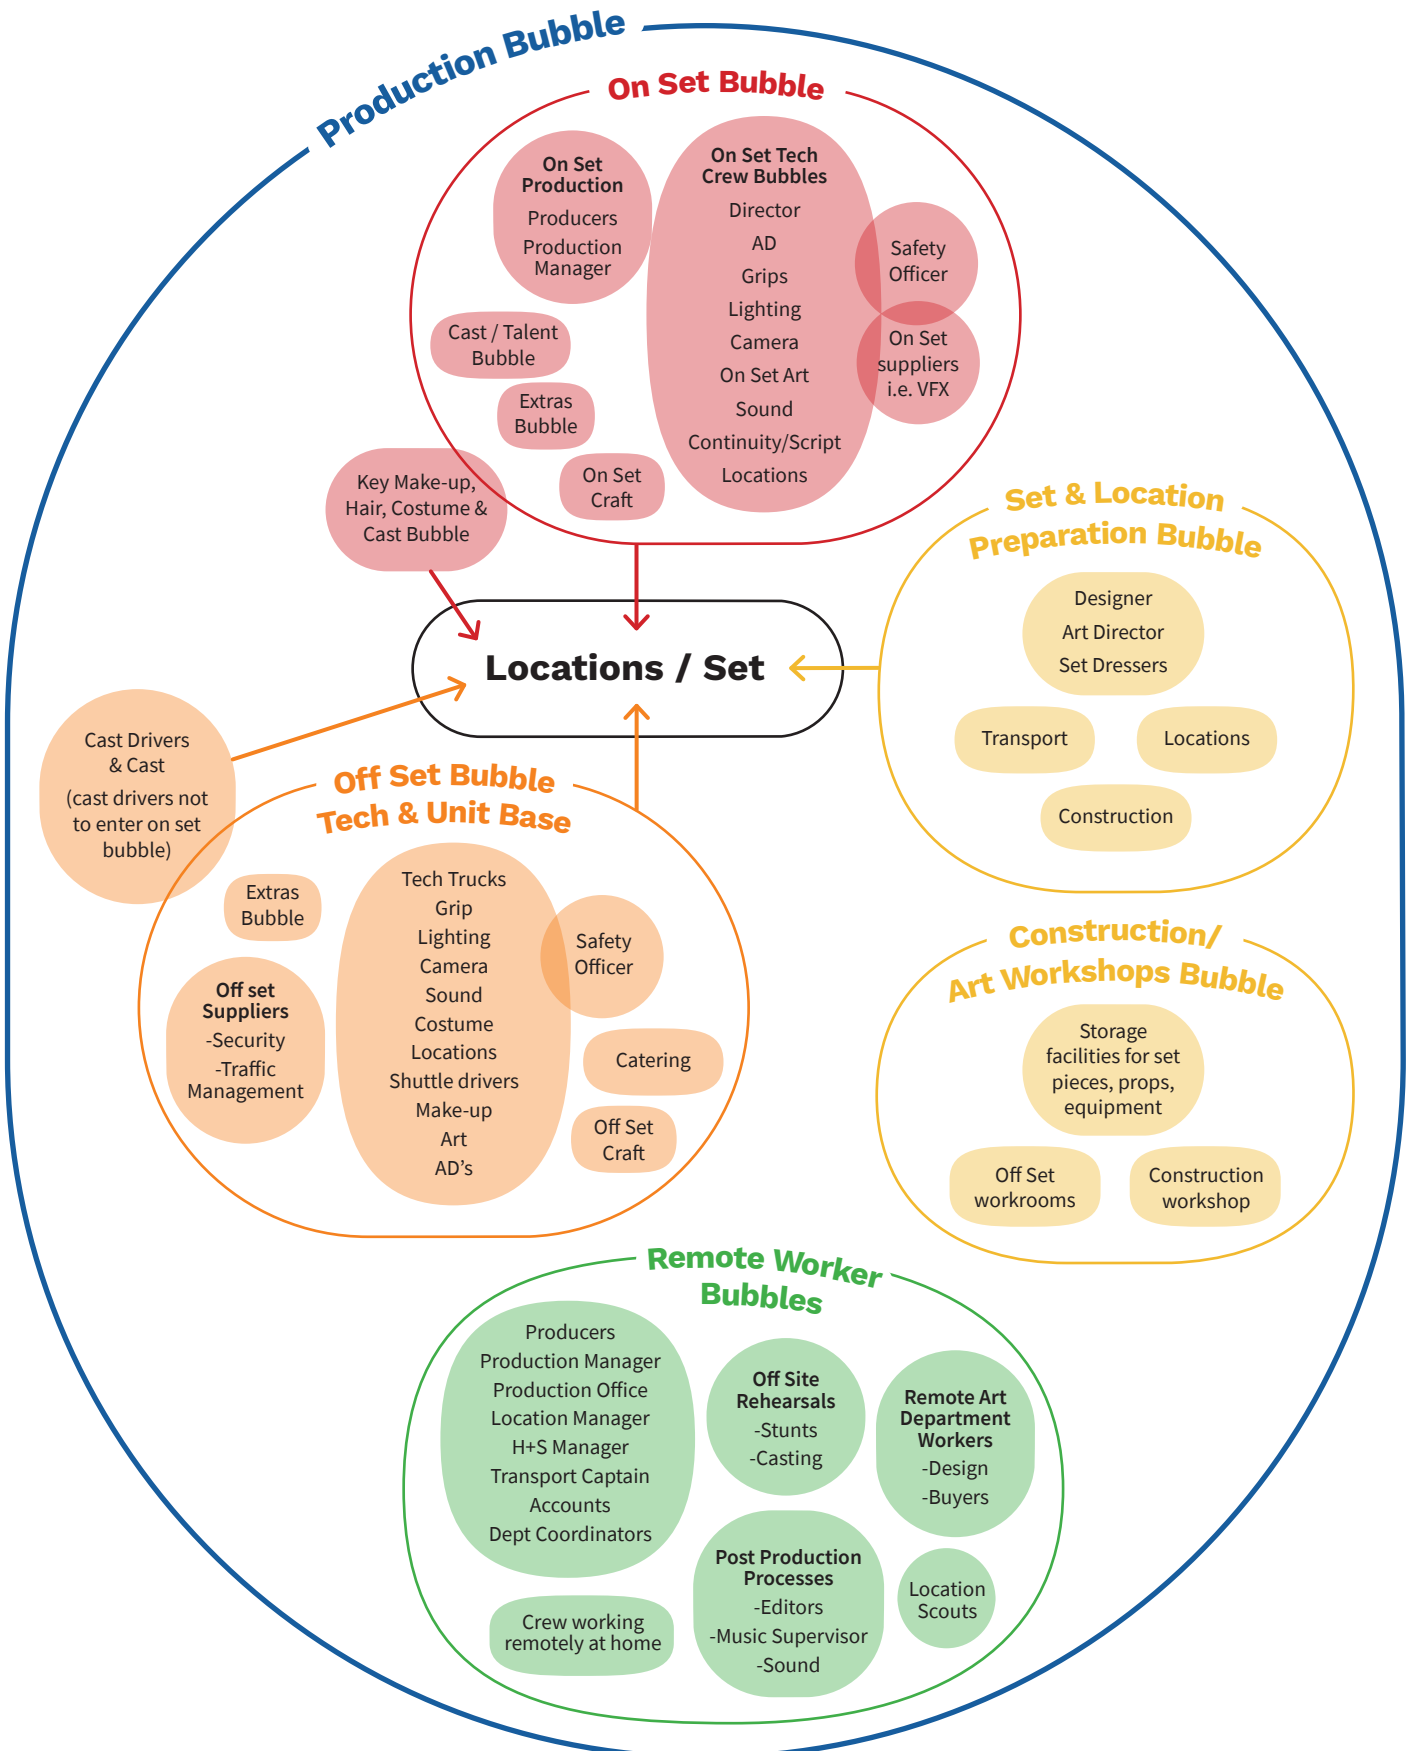 Production Bubble
On Set Bubble
On Set
Production
Producers
Production
Manager
On Set Tech
Crew Bubbles
Director
AD
Grips
Lighting
Camera
On Set Art
Sound
Continuity/Script
Locations
Safety
Officer
On Set
suppliers
i.e. VFX
Cast / Talent
Bubble
Extras
Bubble
On Set
Craft
Key Make-up,
Hair, Costume &
Cast Bubble
Set & Location
Preparation Bubble
Designer
Art Director
Set Dressers
Transport
Locations
Construction
Locations / Set
Cast Drivers
& Cast
(cast drivers not
to enter on set
bubble)
Off Set Bubble
Tech & Unit Base
Extras
Bubble
Off set
Suppliers
-Security
-Traffic
Management
Tech Trucks
Grip
Lighting
Camera
Sound
Costume
Locations
Shuttle drivers
Make-up
Art
AD’s
Safety
Officer
Catering
Off Set
Craft
Construction/
Art Workshops Bubble
Storage
facilities for set
pieces, props,
equipment
Off Set
workrooms
Construction
workshop
Remote Worker
Bubbles
Producers
Production Manager
Production Office
Location Manager
H+S Manager
Transport Captain
Accounts
Dept Coordinators
Off Site
Rehearsals
-Stunts
-Casting
Remote Art
Department
Workers
-Design
-Buyers
Crew working
remotely at home
Post Production
Processes
-Editors
-Music Supervisor
-Sound
Location
Scouts